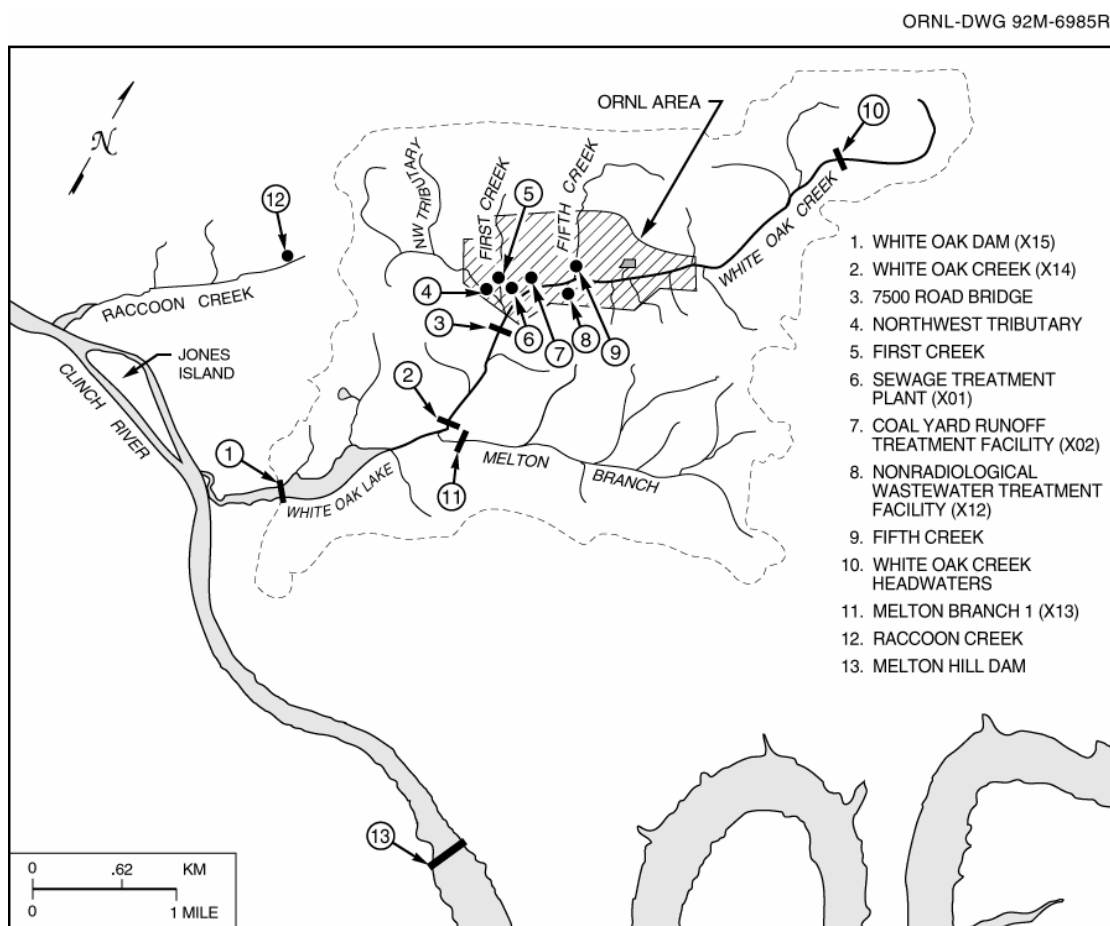 ORNL-DWG 92M-6985R
N
ORNL AREA
10
NW TRIBUTARY
FIRST CREEK
5
FIFTH CREEK
12
WHITE OAK CREEK
RACCOON CREEK
4
3
6
7
8
9
JONES
ISLAND
CLINCH RIVER
2
1
MELTON
BRANCH
11
WHITE OAK LAKE
13
1. WHITE OAK DAM (X15)
2. WHITE OAK CREEK (X14)
3. 7500 ROAD BRIDGE
4. NORTHWEST TRIBUTARY
5. FIRST CREEK
6. SEWAGE TREATMENT
PLANT (X01)
7. COAL YARD RUNOFF
TREATMENT FACILITY (X02)
8. NONRADIOLOGICAL
WASTEWATER TREATMENT
FACILITY (X12)
9. FIFTH CREEK
10. WHITE OAK CREEK
HEADWATERS
11. MELTON BRANCH 1 (X13)
12. RACCOON CREEK
13. MELTON HILL DAM
0 .62 KM
0 1 MILE